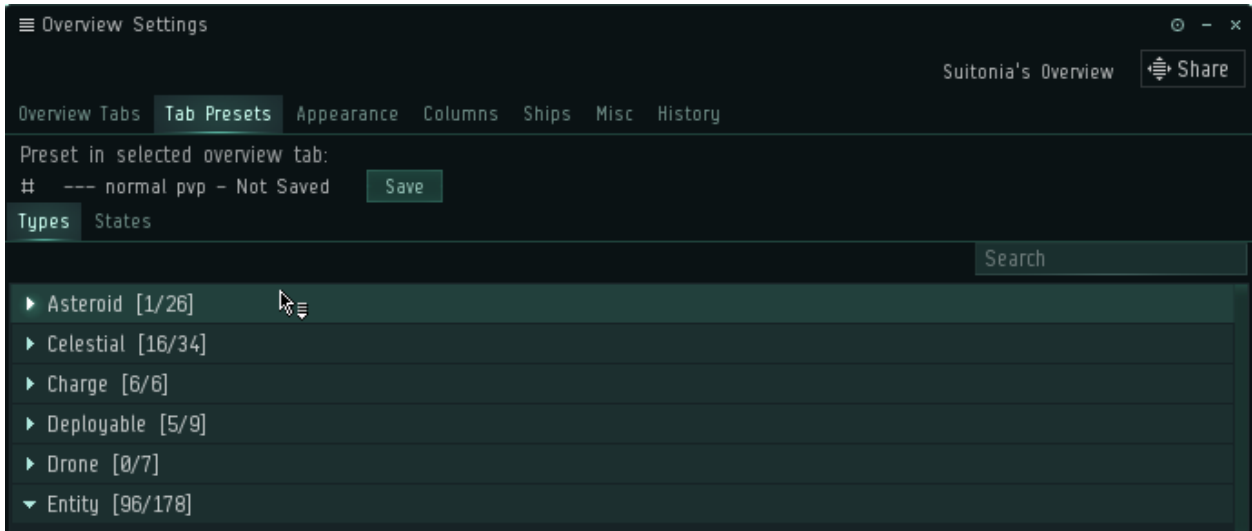 Overview Settings
Suitonia's Overview Share
Overview Tabs Tab Presets Appearance Columns Ships Misc History
Preset in selected overview tab:
# --- normal pvp - Not Saved Save
Types States
Search
Asteroid [1/26]
Celestial [16/34]
Charge [6/6]
Deployable [5/9]
Drone [0/7]
Entity [96/178]